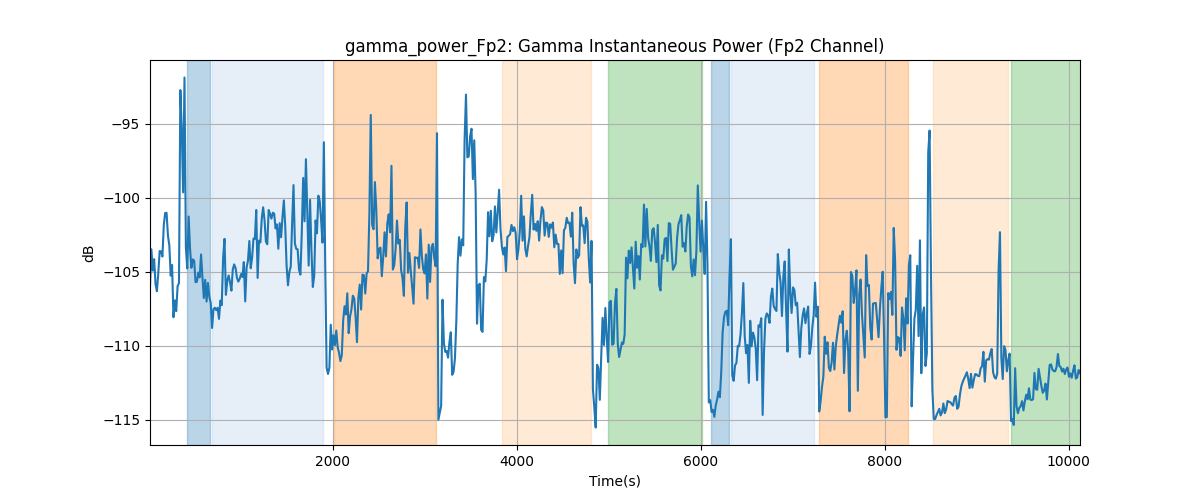 gamma_power_Fp2: Gamma Instantaneous Power (Fp2 Channel)
−95
−100
−105
−110
−115
dB
2000 4000 6000 8000 10000
Time(s)